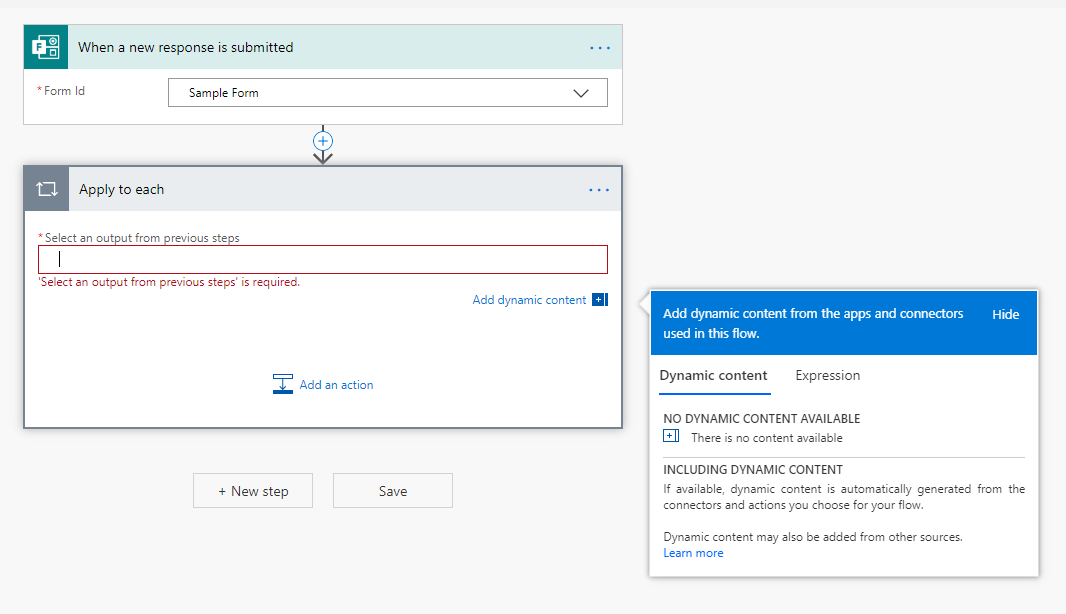 When a new response is submitted
...
* Form Id
Sample Form
Apply to each
...
* Select an output from previous steps
'Select an output from previous steps' is required.
Add dynamic content
Add an action
+ New step
Save
Add dynamic content from the apps and connectors
used in this flow.
Hide
Dynamic content
Expression
NO DYNAMIC CONTENT AVAILABLE
There is no content available
INCLUDING DYNAMIC CONTENT
If available, dynamic content is automatically generated from the
connectors and actions you choose for your flow.
Dynamic content may also be added from other sources.
Learn more